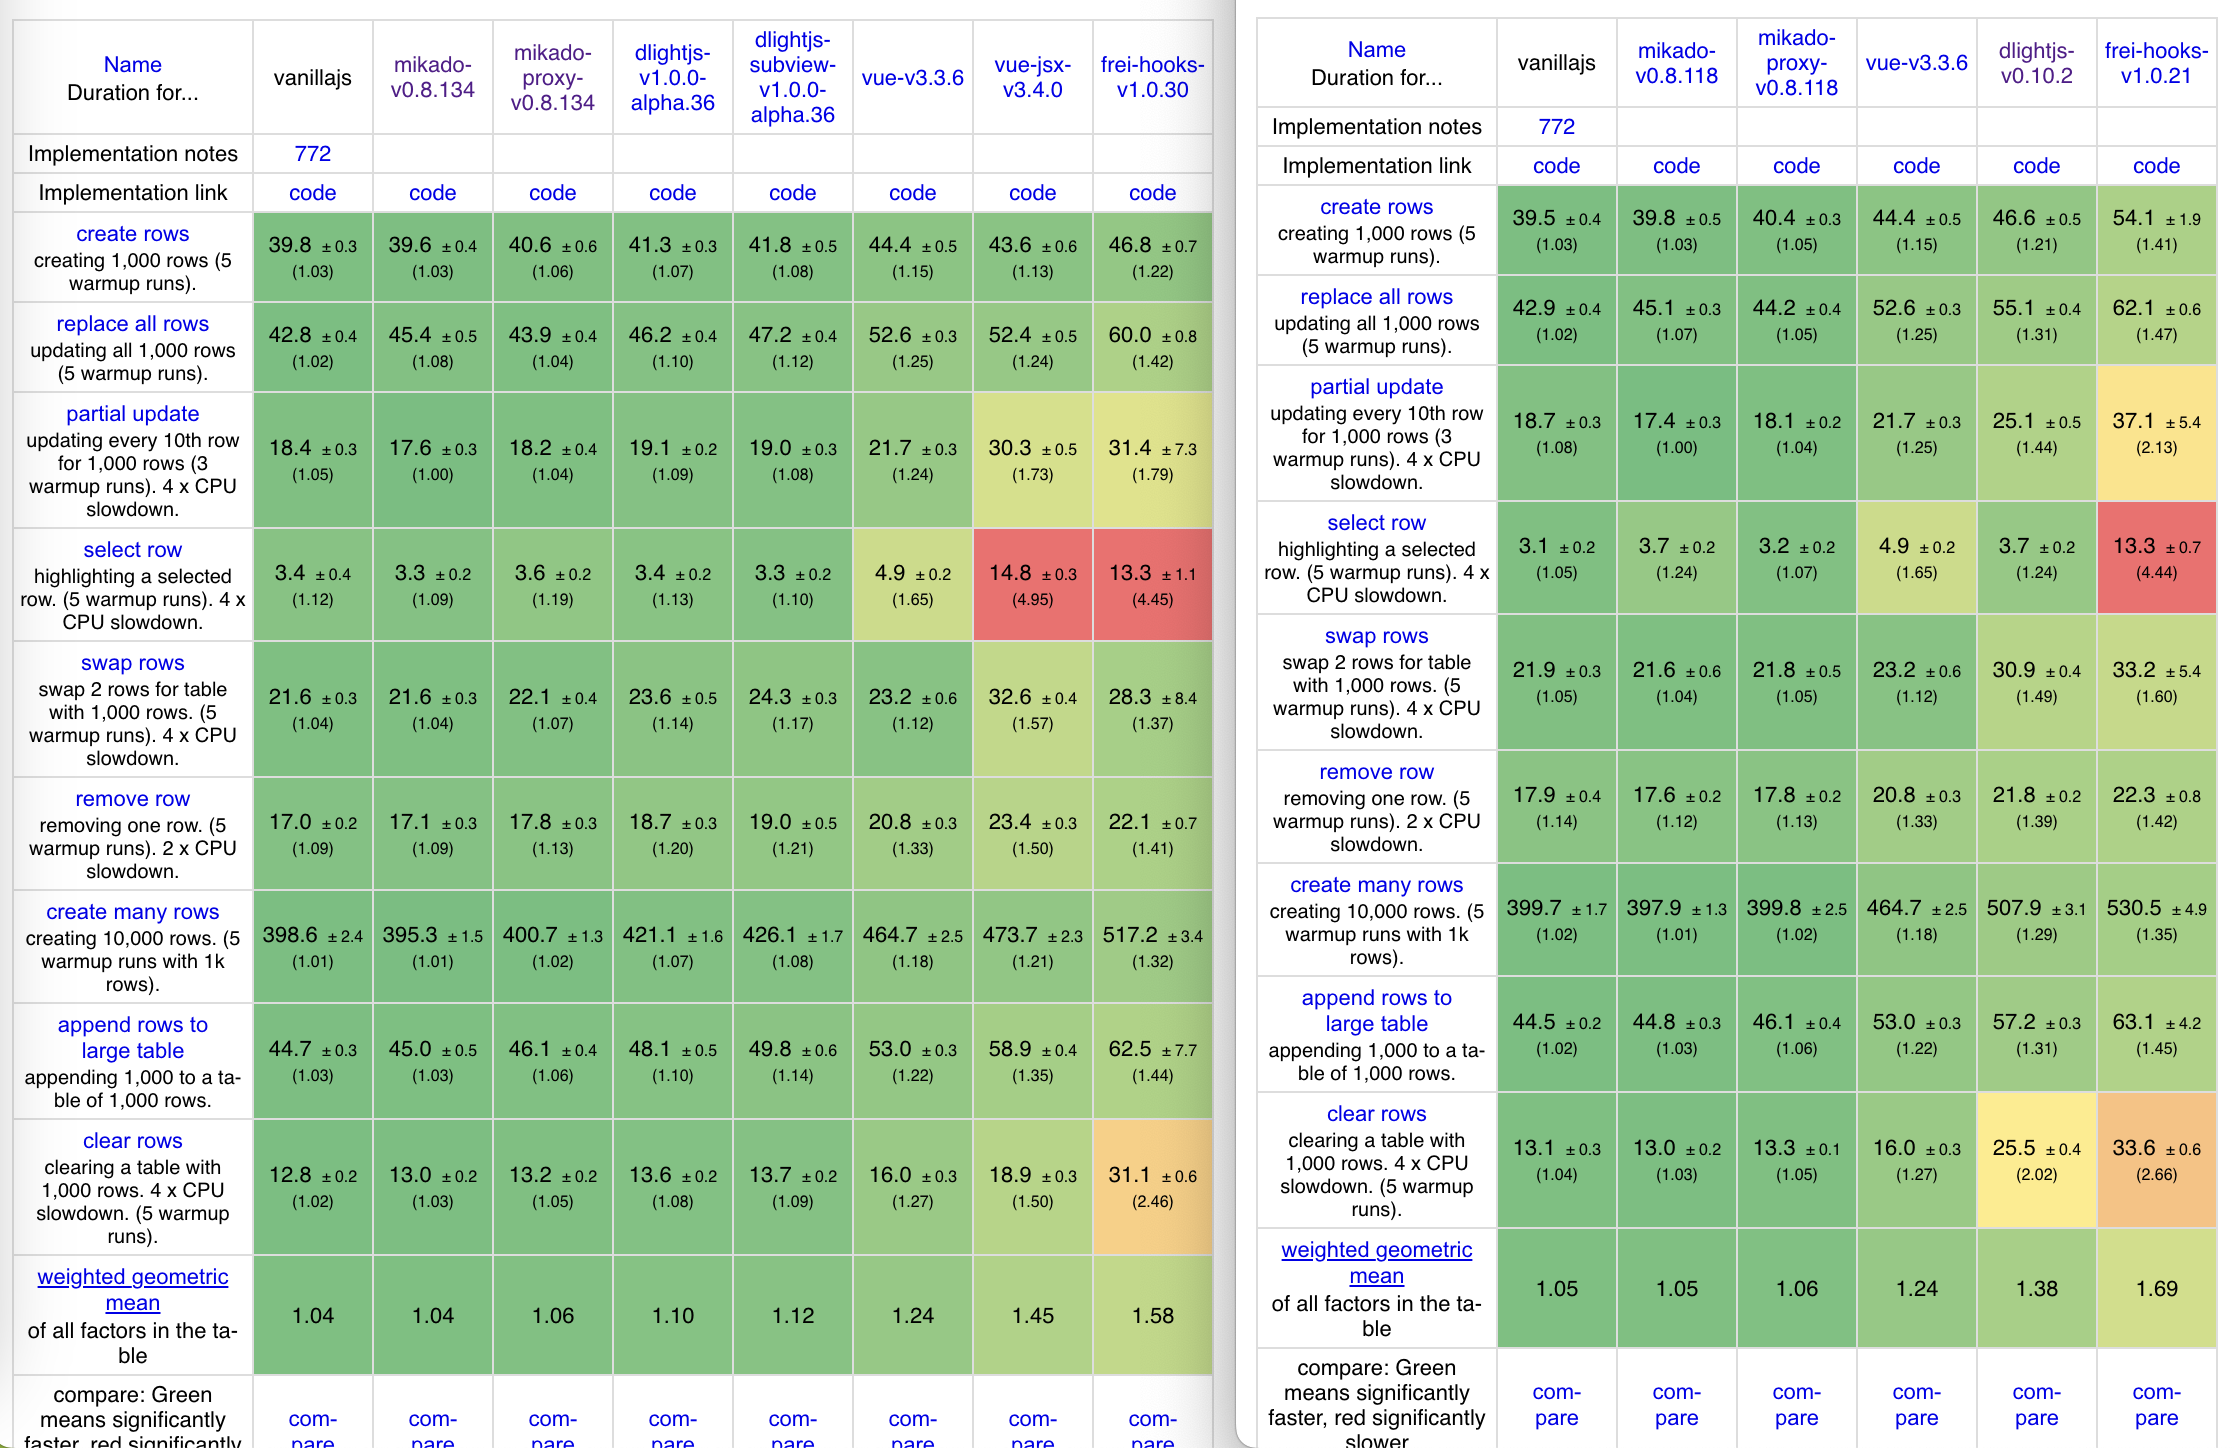 Name
Duration for...
vanillajs
mikado-
v0.8.134
mikado-
proxy-
v0.8.134
dlightjs-
v1.0.0-
alpha.36
dlightjs-
subview-
v1.0.0-
alpha.36
vue-v3.3.6
vue-jsx-
v3.4.0
frei-hooks-
v1.0.30
Implementation notes
772
Implementation link
code code code code code code code code
create rows
creating 1,000 rows (5
warmup runs).
39.8 ± 0.3 39.6 ± 0.4 40.6 ± 0.6 41.3 ± 0.3 41.8 ± 0.5 44.4 ± 0.5 43.6 ± 0.6 46.8 ± 0.7
(1.03) (1.03) (1.06) (1.07) (1.08) (1.15) (1.13) (1.22)
replace all rows
updating all 1,000 rows
(5 warmup runs).
42.8 ± 0.4 45.4 ± 0.5 43.9 ± 0.4 46.2 ± 0.4 47.2 ± 0.4 52.6 ± 0.3 52.4 ± 0.5 60.0 ± 0.8
(1.02) (1.08) (1.04) (1.10) (1.12) (1.25) (1.24) (1.42)
partial update
updating every 10th row
for 1,000 rows (3
warmup runs). 4 x CPU
slowdown.
18.4 ± 0.3 17.6 ± 0.3 18.2 ± 0.4 19.1 ± 0.2 19.0 ± 0.3 21.7 ± 0.3 30.3 ± 0.5 31.4 ± 7.3
(1.05) (1.00) (1.04) (1.09) (1.08) (1.24) (1.73) (1.79)
select row
highlighting a selected
row. (5 warmup runs). 4 x
CPU slowdown.
3.4 ± 0.4 3.3 ± 0.2 3.6 ± 0.2 3.4 ± 0.2 3.3 ± 0.2 4.9 ± 0.2 14.8 ± 0.3 13.3 ± 1.1
(1.12) (1.09) (1.19) (1.13) (1.10) (1.65) (4.95) (4.45)
swap rows
swap 2 rows for table
with 1,000 rows. (5
warmup runs). 4 x CPU
slowdown.
21.6 ± 0.3 21.6 ± 0.3 22.1 ± 0.4 23.6 ± 0.5 24.3 ± 0.3 23.2 ± 0.6 32.6 ± 0.4 28.3 ± 8.4
(1.04) (1.04) (1.07) (1.14) (1.17) (1.12) (1.57) (1.37)
remove row
removing one row. (5
warmup runs). 2 x CPU
slowdown.
17.0 ± 0.2 17.1 ± 0.3 17.8 ± 0.3 18.7 ± 0.3 19.0 ± 0.5 20.8 ± 0.3 23.4 ± 0.3 22.1 ± 0.7
(1.09) (1.09) (1.13) (1.20) (1.21) (1.33) (1.50) (1.41)
create many rows
creating 10,000 rows. (5
warmup runs with 1k
rows).
398.6 ± 2.4 395.3 ± 1.5 400.7 ± 1.3 421.1 ± 1.6 426.1 ± 1.7 464.7 ± 2.5 473.7 ± 2.3 517.2 ± 3.4
(1.01) (1.01) (1.02) (1.07) (1.08) (1.18) (1.21) (1.32)
append rows to
large table
appending 1,000 to a ta-
ble of 1,000 rows.
44.7 ± 0.3 45.0 ± 0.5 46.1 ± 0.4 48.1 ± 0.5 49.8 ± 0.6 53.0 ± 0.3 58.9 ± 0.4 62.5 ± 7.7
(1.03) (1.03) (1.06) (1.10) (1.14) (1.22) (1.35) (1.44)
clear rows
clearing a table with
1,000 rows. 4 x CPU
slowdown. (5 warmup
runs).
12.8 ± 0.2 13.0 ± 0.2 13.2 ± 0.2 13.6 ± 0.2 13.7 ± 0.2 16.0 ± 0.3 18.9 ± 0.3 31.1 ± 0.6
(1.02) (1.03) (1.05) (1.08) (1.09) (1.27) (1.50) (2.46)
weighted geometric
mean
of all factors in the ta-
ble
1.04 1.04 1.06 1.10 1.12 1.24 1.45 1.58
compare: Green
means significantly
faster, red significantly
com- com- com- com- com- com- com- com-
pare pare pare pare pare pare pare pare
Name
Duration for...
vanillajs
mikado-
v0.8.118
mikado-
proxy-
v0.8.118
vue-v3.3.6
dlightjs-
v0.10.2
frei-hooks-
v1.0.21
Implementation notes
772
Implementation link
code code code code code code
create rows
creating 1,000 rows (5
warmup runs).
39.5 ± 0.4 39.8 ± 0.5 40.4 ± 0.3 44.4 ± 0.5 46.6 ± 0.5 54.1 ± 1.9
(1.03) (1.03) (1.05) (1.15) (1.21) (1.41)
replace all rows
updating all 1,000 rows
(5 warmup runs).
42.9 ± 0.4 45.1 ± 0.3 44.2 ± 0.4 52.6 ± 0.3 55.1 ± 0.4 62.1 ± 0.6
(1.02) (1.07) (1.05) (1.25) (1.31) (1.47)
partial update
updating every 10th row
for 1,000 rows (3
warmup runs). 4 x CPU
slowdown.
18.7 ± 0.3 17.4 ± 0.3 18.1 ± 0.2 21.7 ± 0.3 25.1 ± 0.5 37.1 ± 5.4
(1.08) (1.00) (1.04) (1.25) (1.44) (2.13)
select row
highlighting a selected
row. (5 warmup runs). 4 x
CPU slowdown.
3.1 ± 0.2 3.7 ± 0.2 3.2 ± 0.2 4.9 ± 0.2 3.7 ± 0.2 13.3 ± 0.7
(1.05) (1.24) (1.07) (1.65) (1.24) (4.44)
swap rows
swap 2 rows for table
with 1,000 rows. (5
warmup runs). 4 x CPU
slowdown.
21.9 ± 0.3 21.6 ± 0.6 21.8 ± 0.5 23.2 ± 0.6 30.9 ± 0.4 33.2 ± 5.4
(1.05) (1.04) (1.05) (1.12) (1.49) (1.60)
remove row
removing one row. (5
warmup runs). 2 x CPU
slowdown.
17.9 ± 0.4 17.6 ± 0.2 17.8 ± 0.2 20.8 ± 0.3 21.8 ± 0.2 22.3 ± 0.8
(1.14) (1.12) (1.13) (1.33) (1.39) (1.42)
create many rows
creating 10,000 rows. (5
warmup runs with 1k
rows).
399.7 ± 1.7 397.9 ± 1.3 399.8 ± 2.5 464.7 ± 2.5 507.9 ± 3.1 530.5 ± 4.9
(1.02) (1.01) (1.02) (1.18) (1.29) (1.35)
append rows to
large table
appending 1,000 to a ta-
ble of 1,000 rows.
44.5 ± 0.2 44.8 ± 0.3 46.1 ± 0.4 53.0 ± 0.3 57.2 ± 0.3 63.1 ± 4.2
(1.02) (1.03) (1.06) (1.22) (1.31) (1.45)
clear rows
clearing a table with
1,000 rows. 4 x CPU
slowdown. (5 warmup
runs).
13.1 ± 0.3 13.0 ± 0.2 13.3 ± 0.1 16.0 ± 0.3 25.5 ± 0.4 33.6 ± 0.6
(1.04) (1.03) (1.05) (1.27) (2.02) (2.66)
weighted geometric
mean
of all factors in the ta-
ble
1.05 1.05 1.06 1.24 1.38 1.69
compare: Green
means significantly
faster, red significantly
slower
com- com- com- com- com- com-
pare pare pare pare pare pare